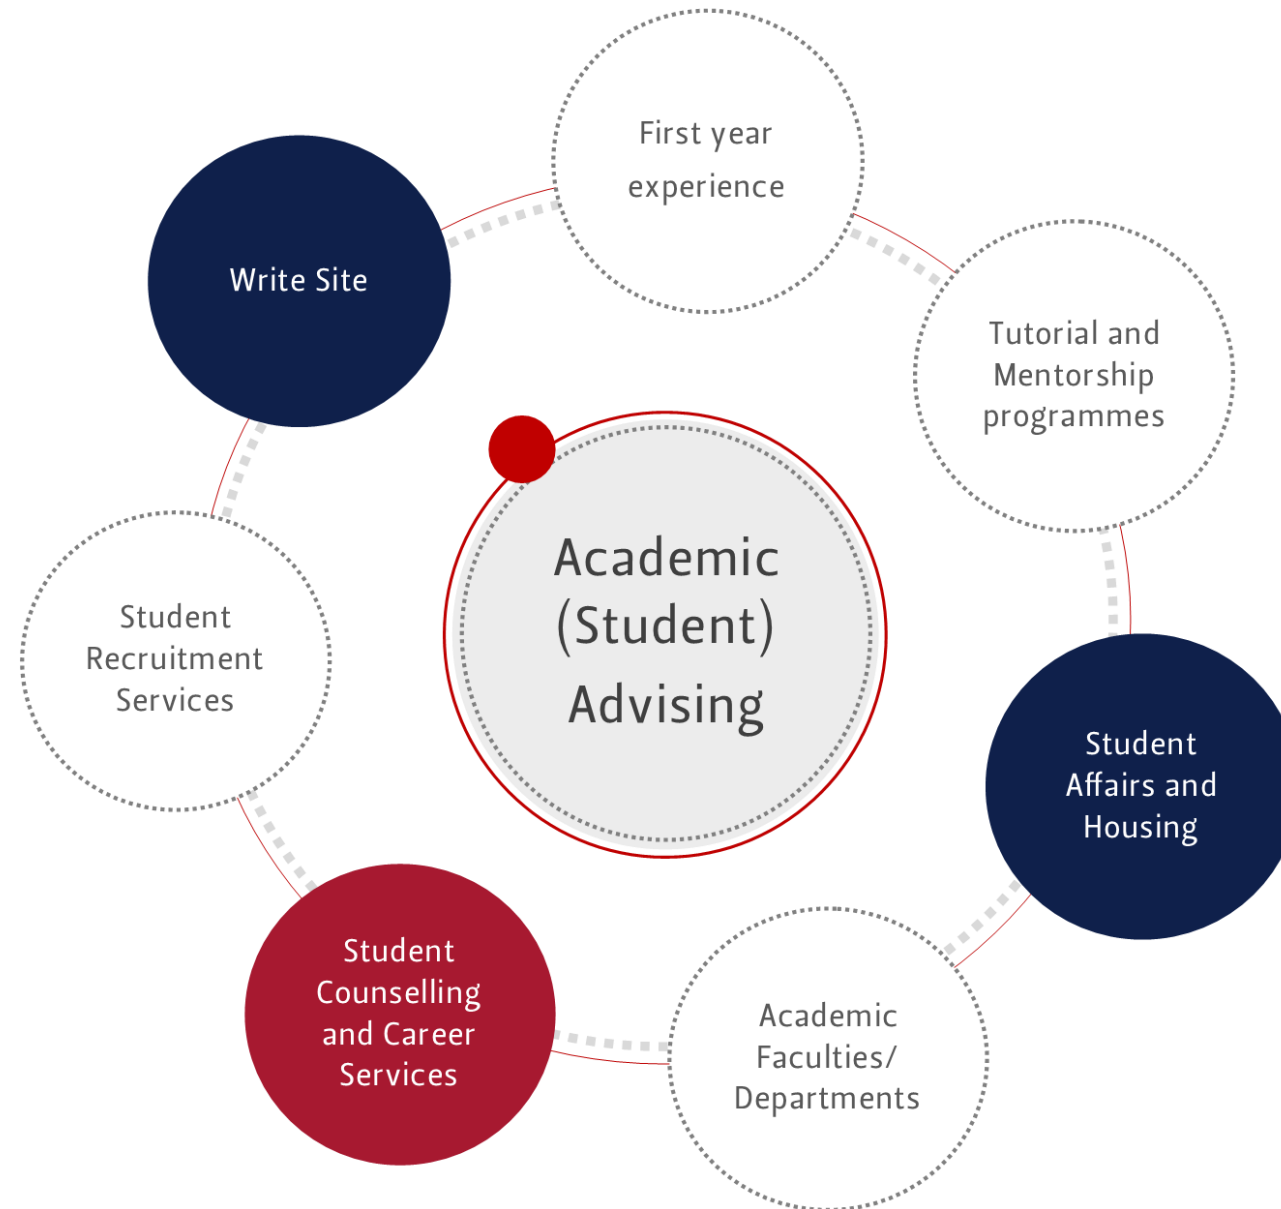 First year
experience
Write Site
Tutorial and
Mentorship
programmes
Academic
(Student)
Advising
Student
Recruitment
Services
Student
Affairs and
Housing
Student
Counselling
and Career
Services
Academic
Faculties/
Departments